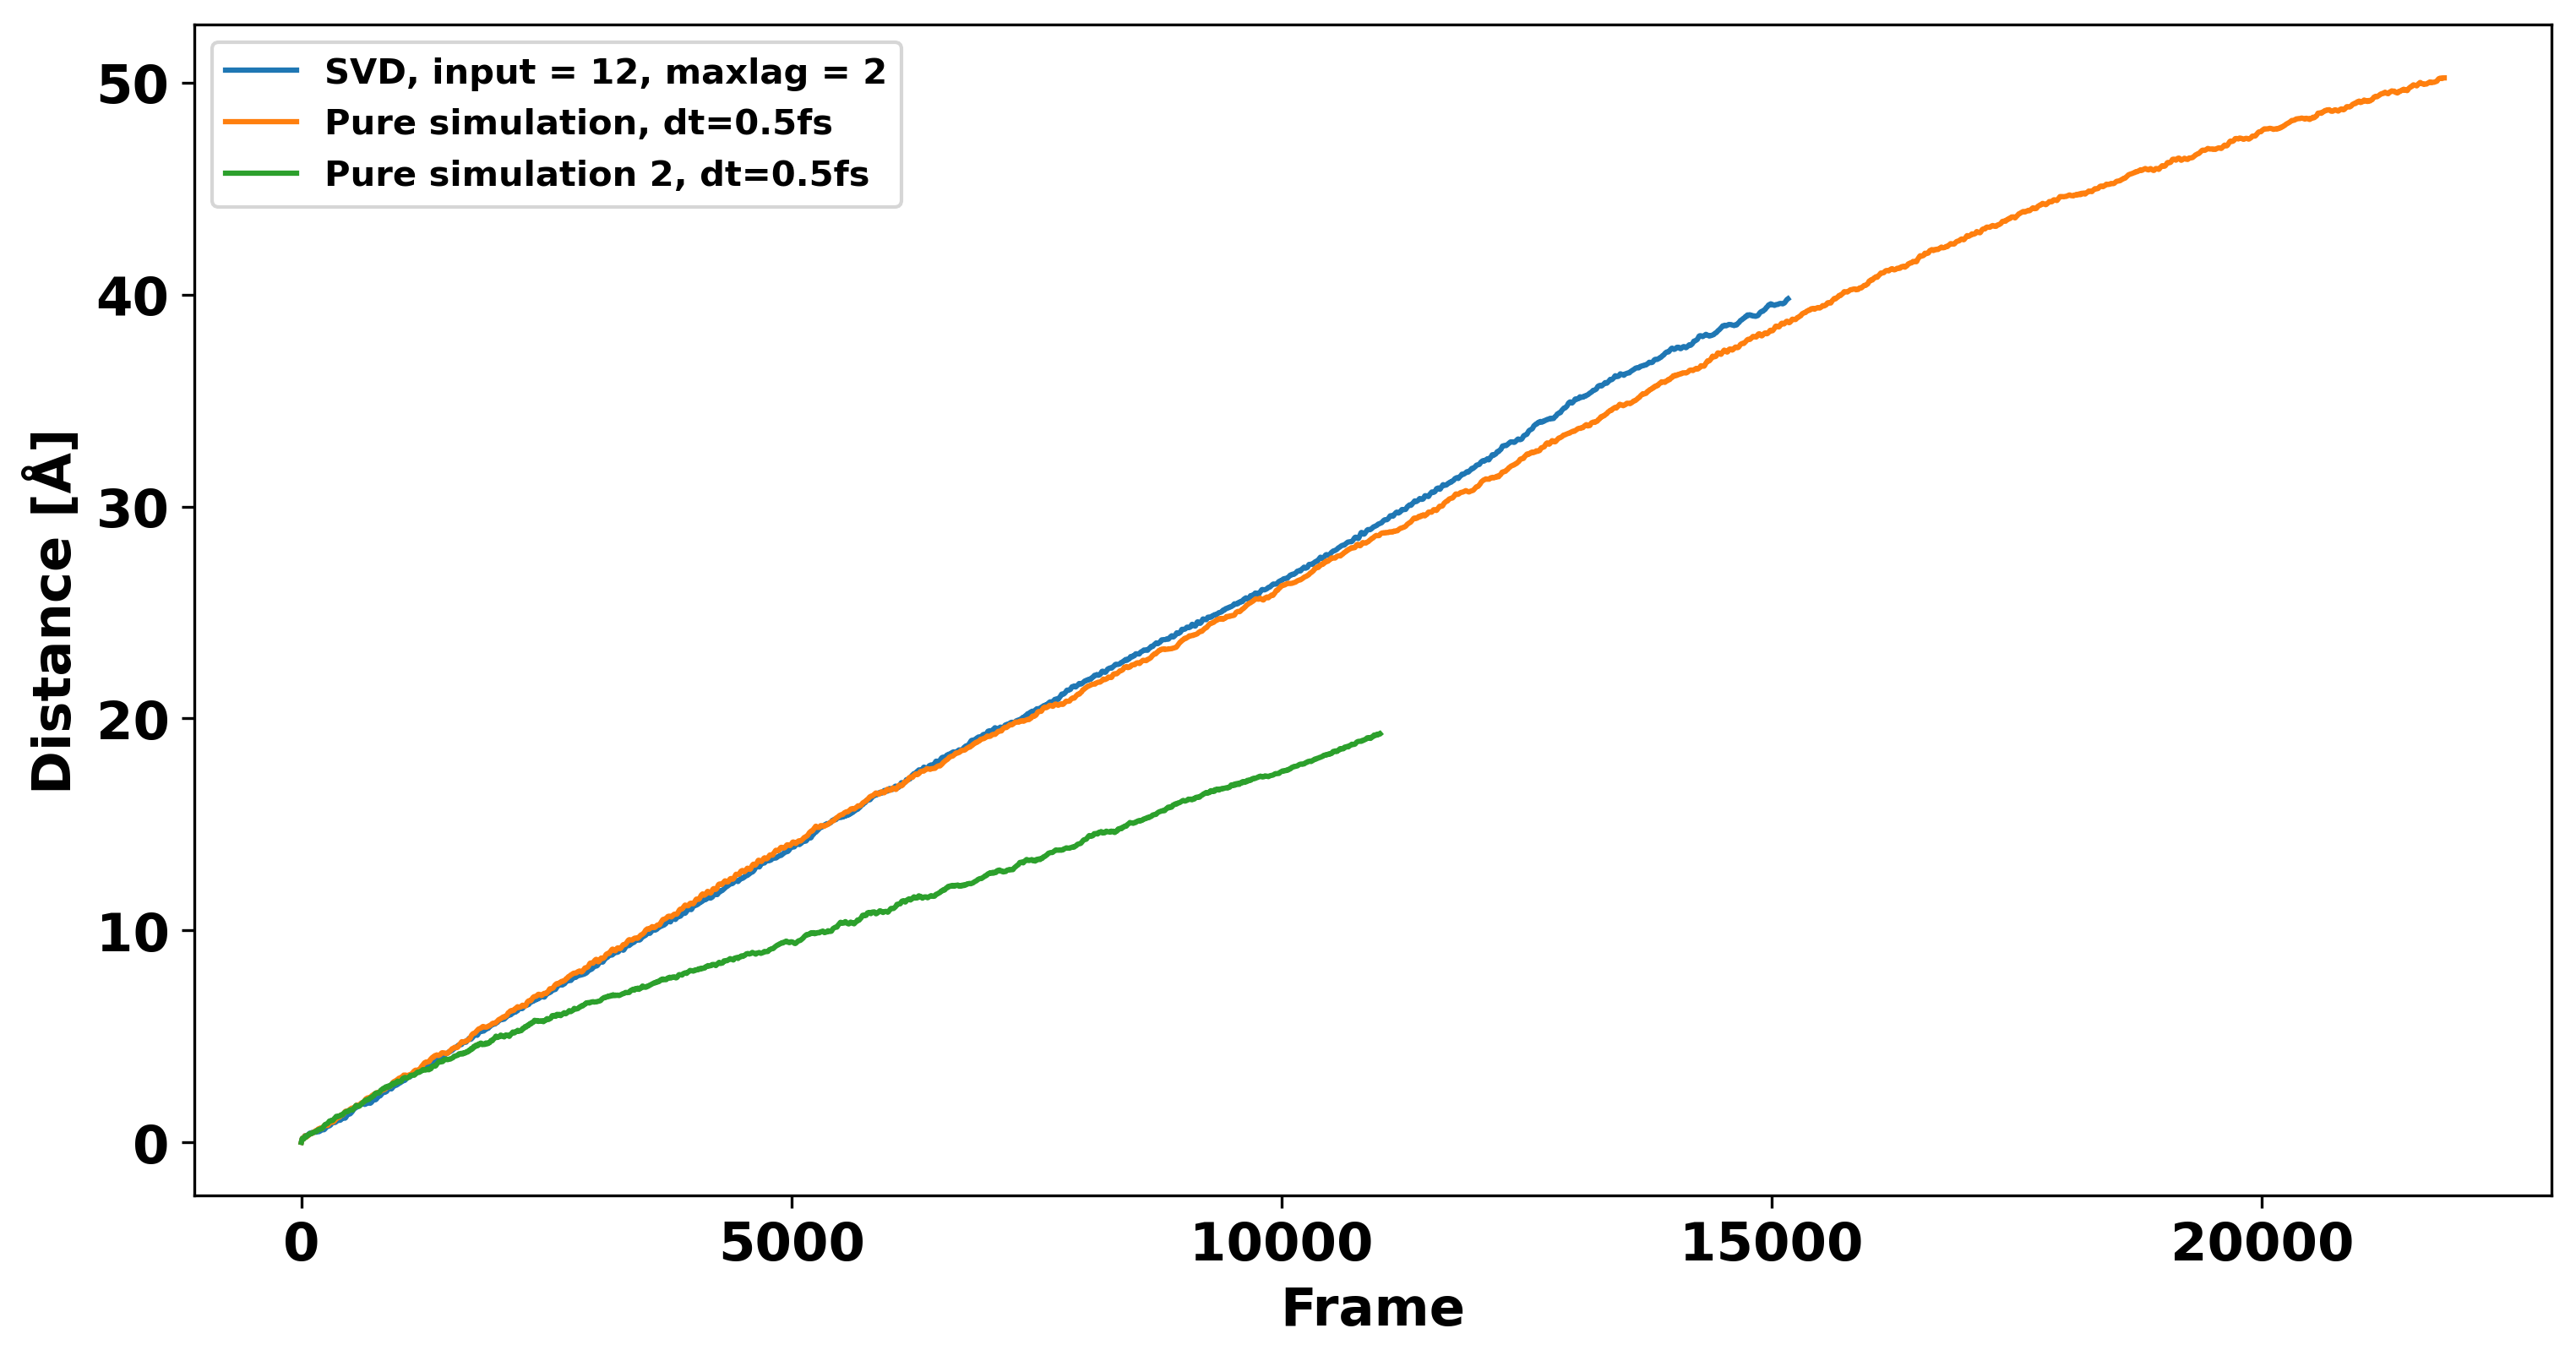 SVD, input = 12, maxlag = 2
Pure simulation, dt=0.5fs
Pure simulation 2, dt=0.5fs
50
40
30
20
10
0
Distance [Å]
0 5000 10000 15000 20000
Frame